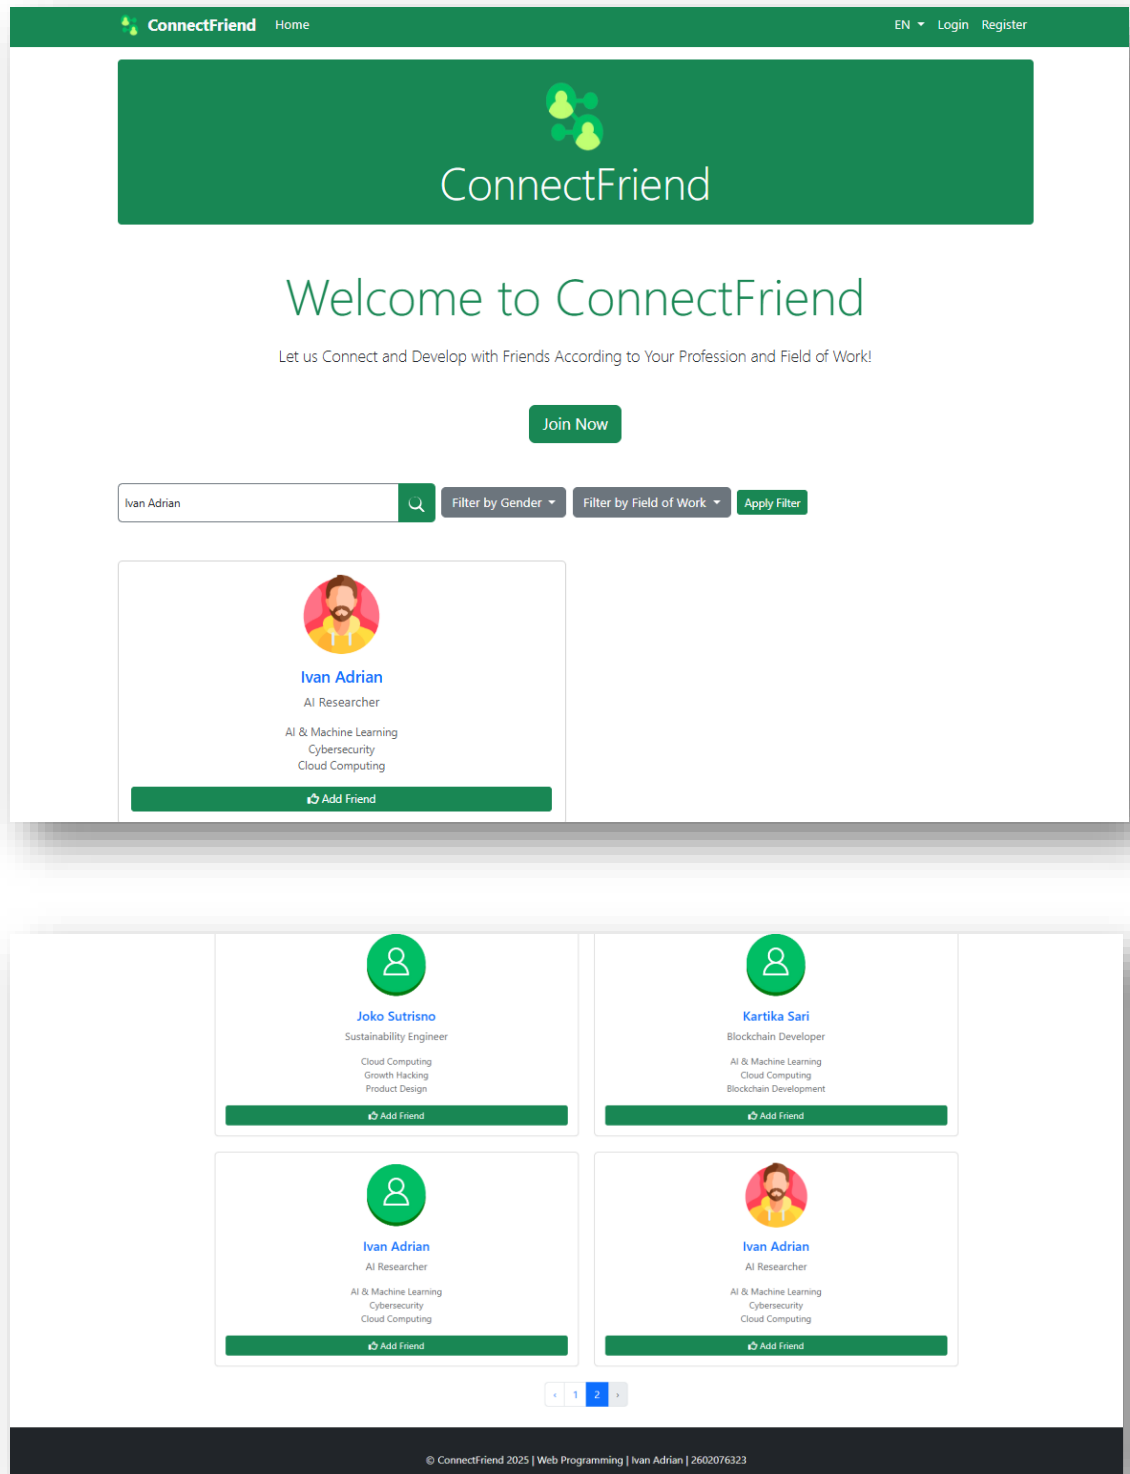 ConnectFriend Home EN Login Register
ConnectFriend
Welcome to ConnectFriend
Let us Connect and Develop with Friends According to Your Profession and Field of Work!
Join Now
Ivan Adrian Filter by Gender Filter by Field of Work Apply Filter
Ivan Adrian
AI Researcher
AI & Machine Learning
Cybersecurity
Cloud Computing
Add Friend
Joko Sutrisno
Sustainability Engineer
Cloud Computing
Growth Hacking
Product Design
Add Friend
Kartika Sari
Blockchain Developer
AI & Machine Learning
Cloud Computing
Blockchain Development
Add Friend
Ivan Adrian
AI Researcher
AI & Machine Learning
Cybersecurity
Cloud Computing
Add Friend
Ivan Adrian
AI Researcher
AI & Machine Learning
Cybersecurity
Cloud Computing
Add Friend
‹ 1 2 ›
© ConnectFriend 2025 | Web Programming | Ivan Adrian | 2602076323